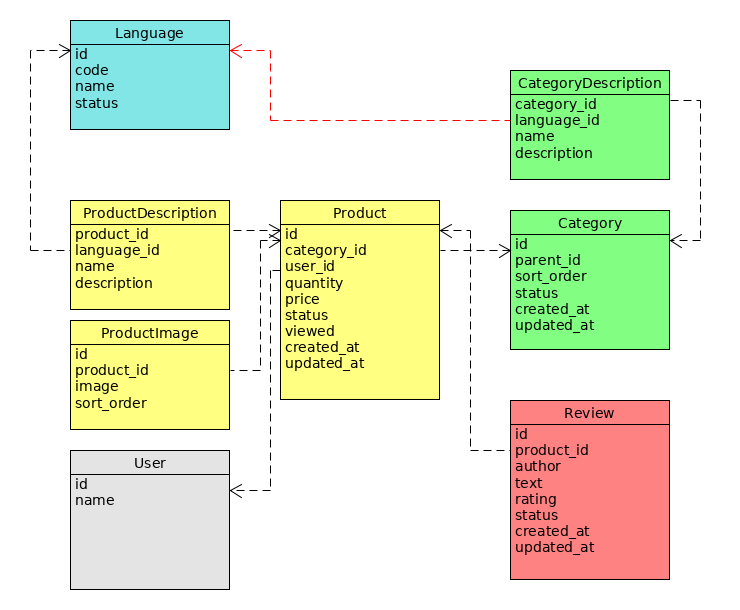 Language
id
code
name
status
CategoryDescription
category_id
language_id
name
description
ProductDescription
product_id
language_id
name
description
Product
id
category_id
user_id
quantity
price
status
viewed
created_at
updated_at
Category
id
parent_id
sort_order
status
created_at
updated_at
ProductImage
id
product_id
image
sort_order
User
id
name
Review
id
product_id
author
text
rating
status
created_at
updated_at